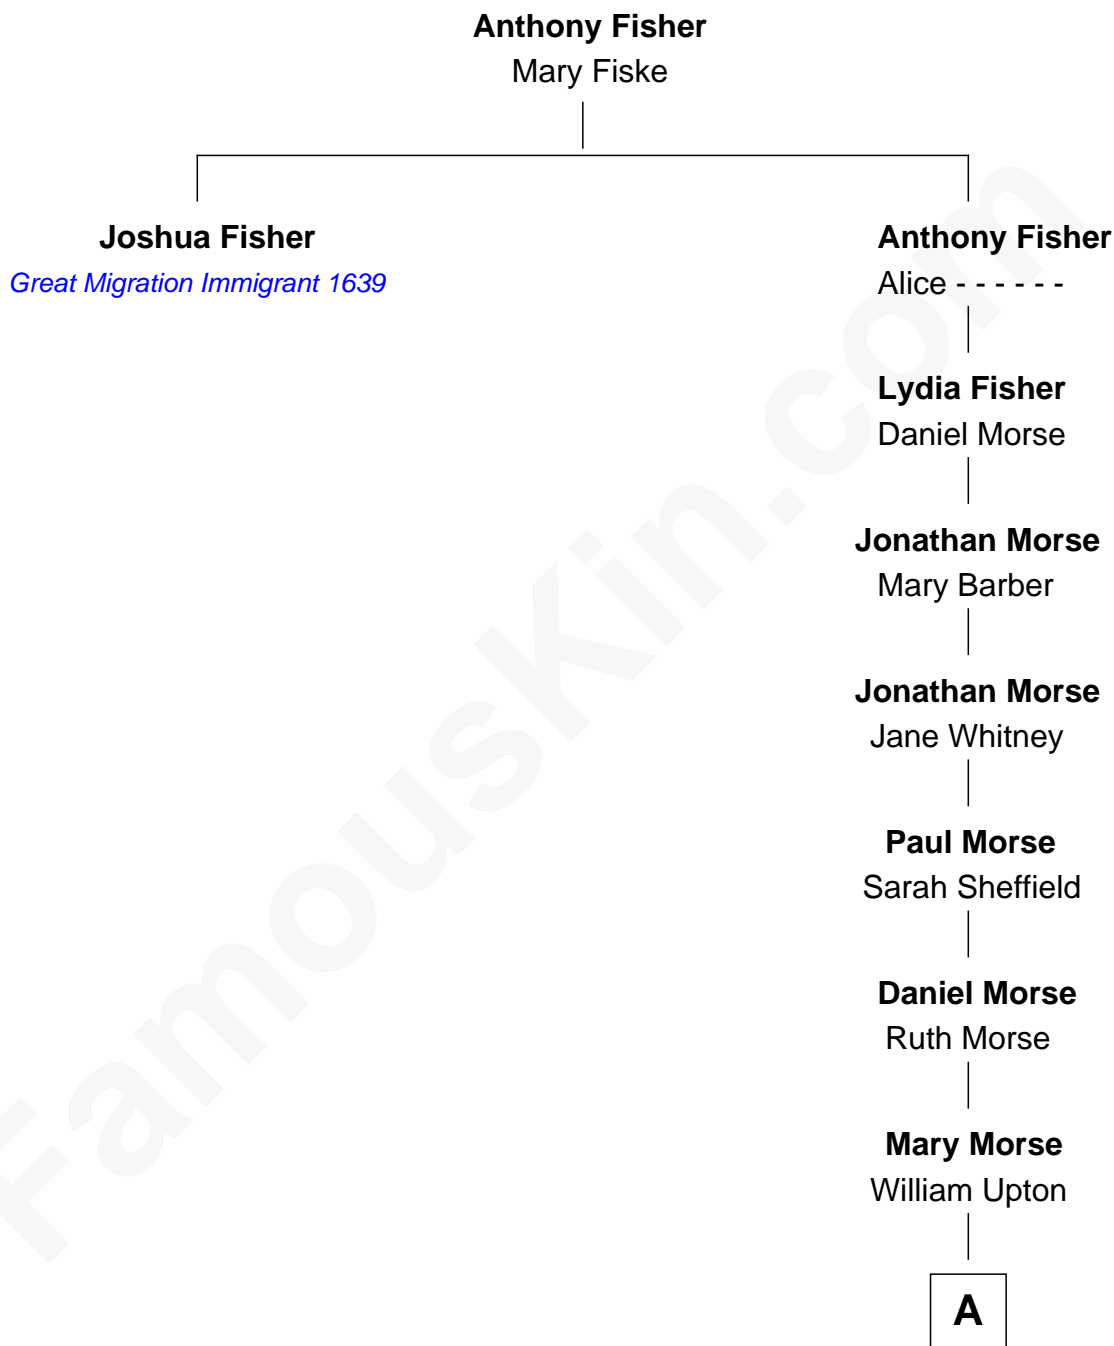 Anthony Fisher
Mary Fiske
Joshua Fisher
Great Migration Immigrant 1639
Anthony Fisher
Alice - - - - - -
Lydia Fisher
Daniel Morse
Jonathan Morse
Mary Barber
Jonathan Morse
Jane Whitney
Paul Morse
Sarah Sheffield
Daniel Morse
Ruth Morse
Mary Morse
William Upton
A
FamousKin.com